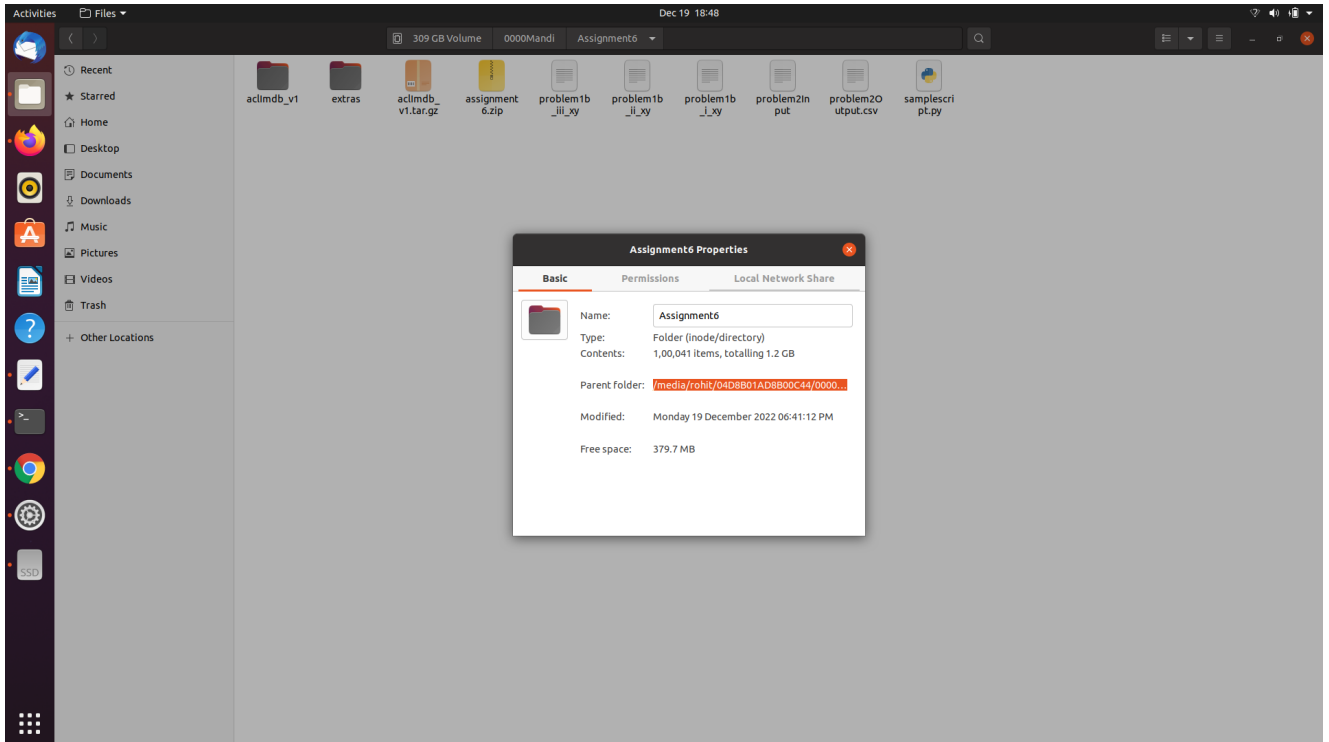 Activities Files Dec 19 18:48
309 GB Volume 0000Mandi Assignment6
Recent
Starred
Home
Desktop
Documents
Downloads
Music
Pictures
Videos
Trash
Other Locations
aclImdb_v1
extras
aclImdb_
v1.tar.gz
assignment
6.zip
problem1b
_iii_xy
problem1b
_ii_xy
problem1b
_i_xy
problem2In
put
problem2O
utput.csv
samplescri
pt.py
Assignment6 Properties
Basic Permissions Local Network Share
Name: Assignment6
Type: Folder (inode/directory)
Contents: 1,00,041 items, totalling 1.2 GB
Parent folder: /media/rohit/04D8B01AD8B00C44/0000...
Modified: Monday 19 December 2022 06:41:12 PM
Free space: 379.7 MB
SSD